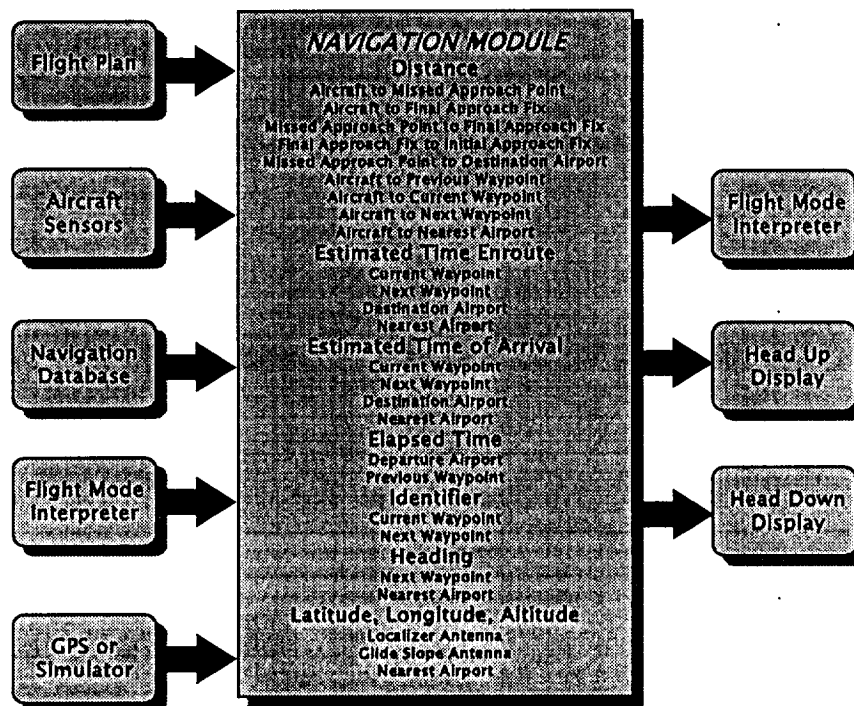 Flight Plan
Aircraft
Sensors
Navigation
Database
Flight Mode
Interpreter
GPS or
Simulator
NAVIGATION MODULE
Distance
Aircraft to Missed Approach Point
Aircraft to Final Approach Fix
Missed Approach Point to Final Approach Fix
Final Approach Fix to Initial Approach Fix
Missed Approach Point to Destination Airport
Aircraft to Previous Waypoint
Aircraft to Current Waypoint
Aircraft to Next Waypoint
Aircraft to Nearest Airport
Estimated Time Enroute
Current Waypoint
Next Waypoint
Destination Airport
Nearest Airport
Estimated Time of Arrival
Current Waypoint
Next Waypoint
Destination Airport
Nearest Airport
Elapsed Time
Departure Airport
Previous Waypoint
Identifier
Current Waypoint
Next Waypoint
Heading
Next Waypoint
Nearest Airport
Latitude, Longitude, Altitude
Localizer Antenna
Glide Slope Antenna
Nearest Airport
Flight Mode
Interpreter
Head Up
Display
Head Down
Display